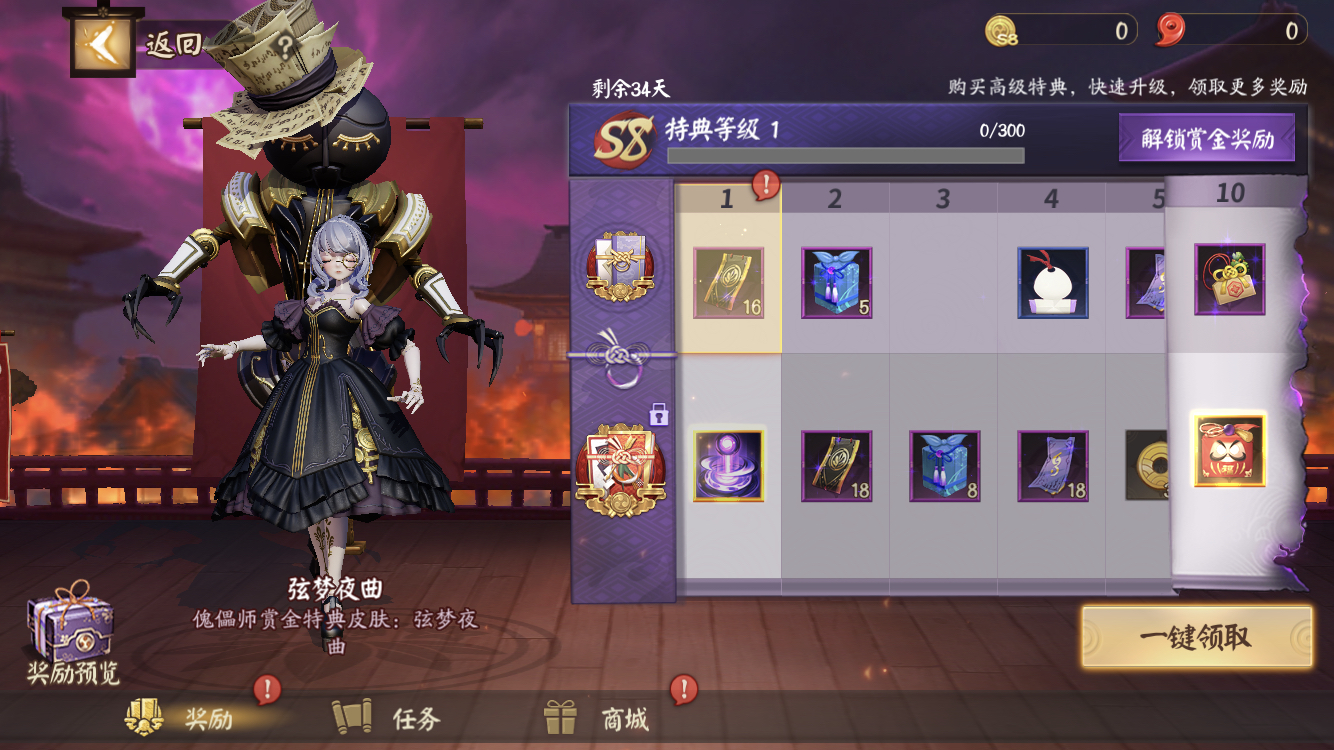 返回
?
S8
0
0
剩余34天
购买高级特典，快速升级，领取更多奖励
S8
特典等级 1
0/300
解锁赏金奖励
1
!
2
3
4
5
10
16
5
18
8
18
弦梦夜曲
傀儡师赏金特典皮肤：弦梦夜
曲
奖励预览
一键领取
奖励
!
任务
商城
!